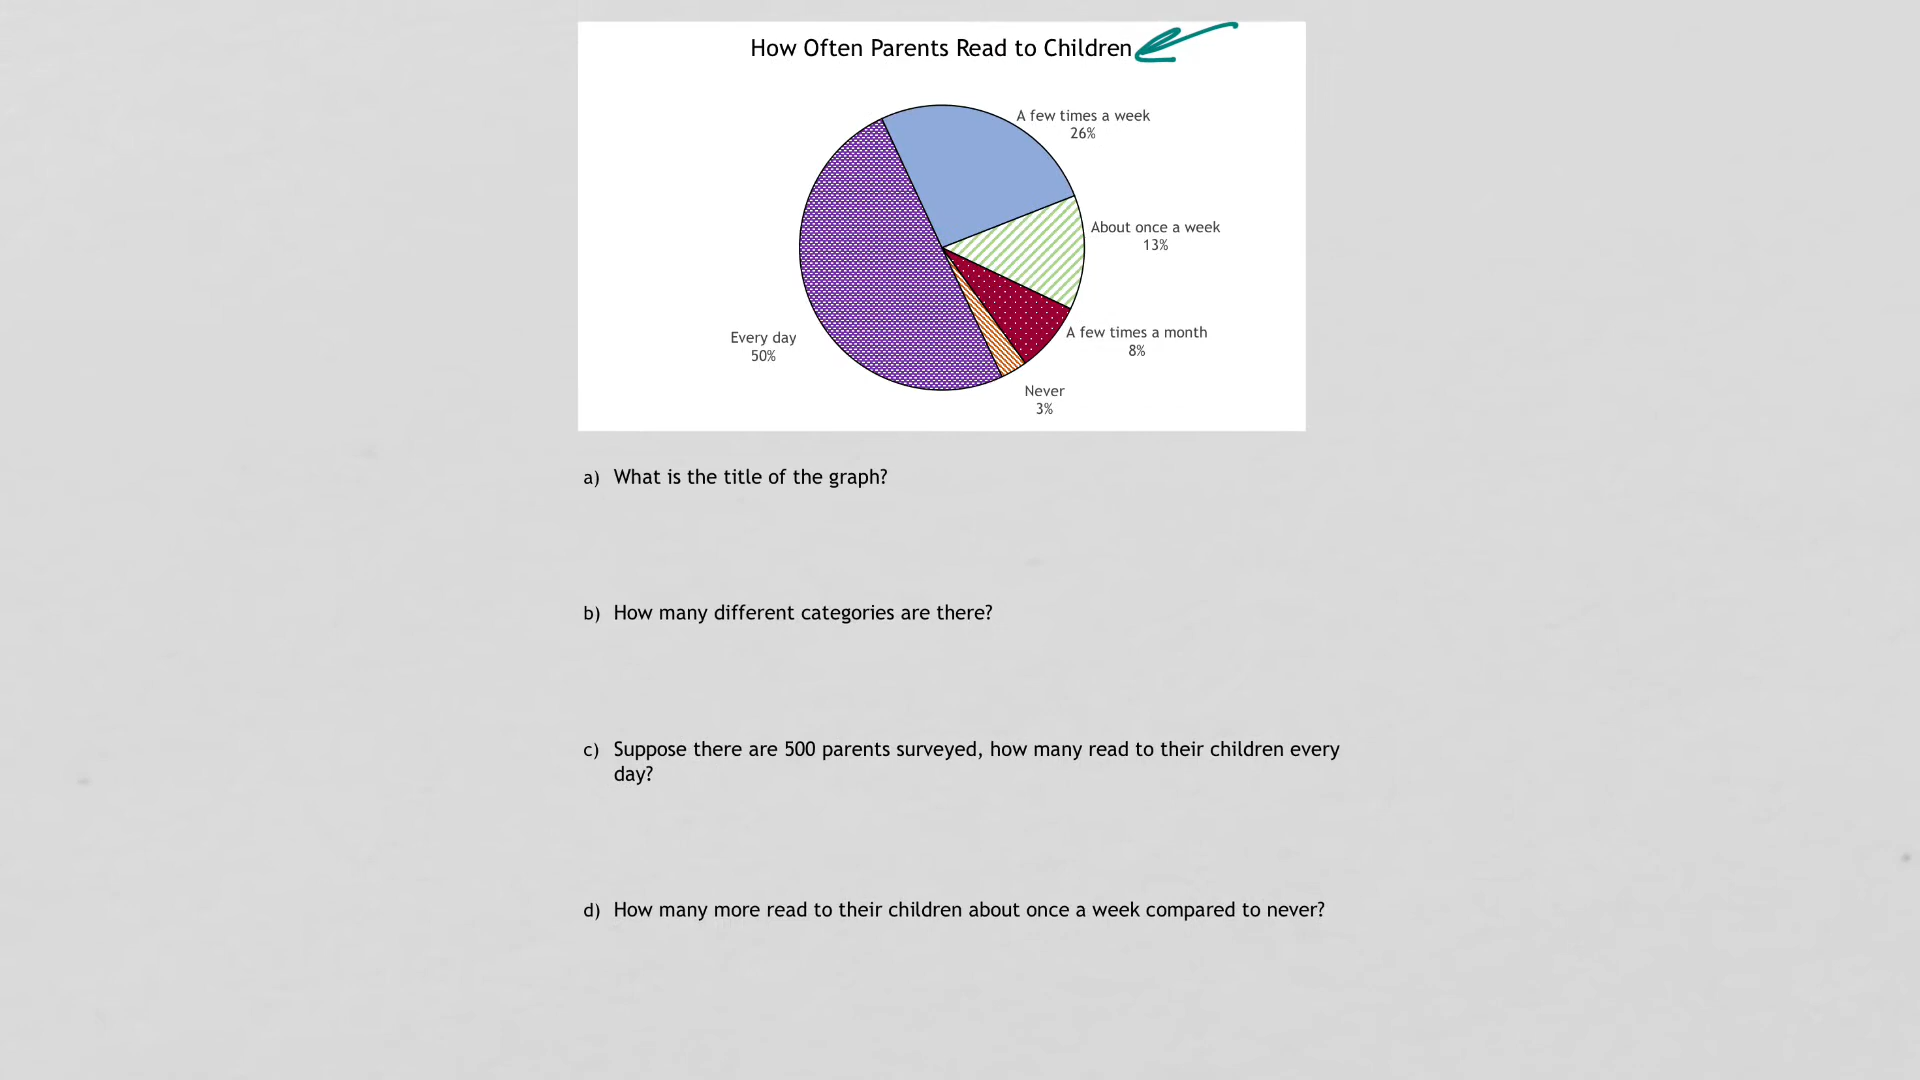 How Often Parents Read to Children
A few times a week
26%
About once a week
13%
A few times a month
8%
Every day
50%
Never
3%
a) What is the title of the graph?
b) How many different categories are there?
c) Suppose there are 500 parents surveyed, how many read to their children every
day?
d) How many more read to their children about once a week compared to never?